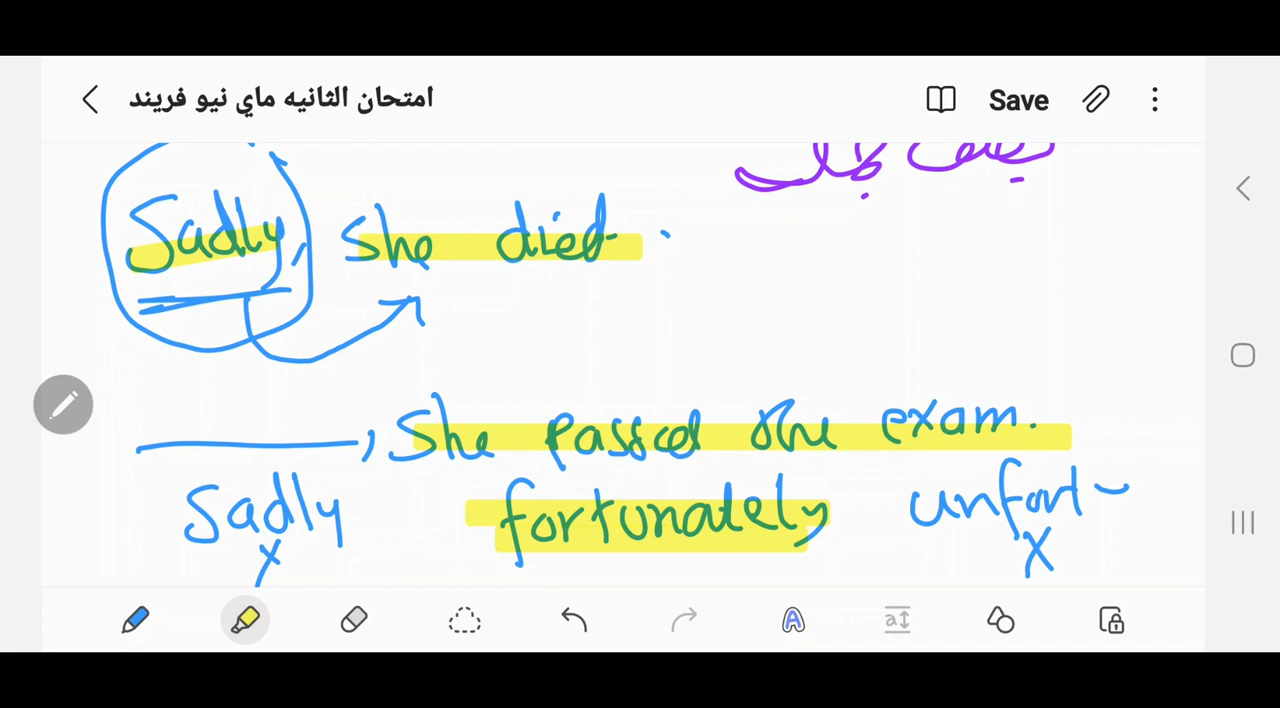 امتحان الثانيه ماي نيو فريند
Save
Sadly, she died.
, She passed the exam.
Sadly fortunately unfort
x x